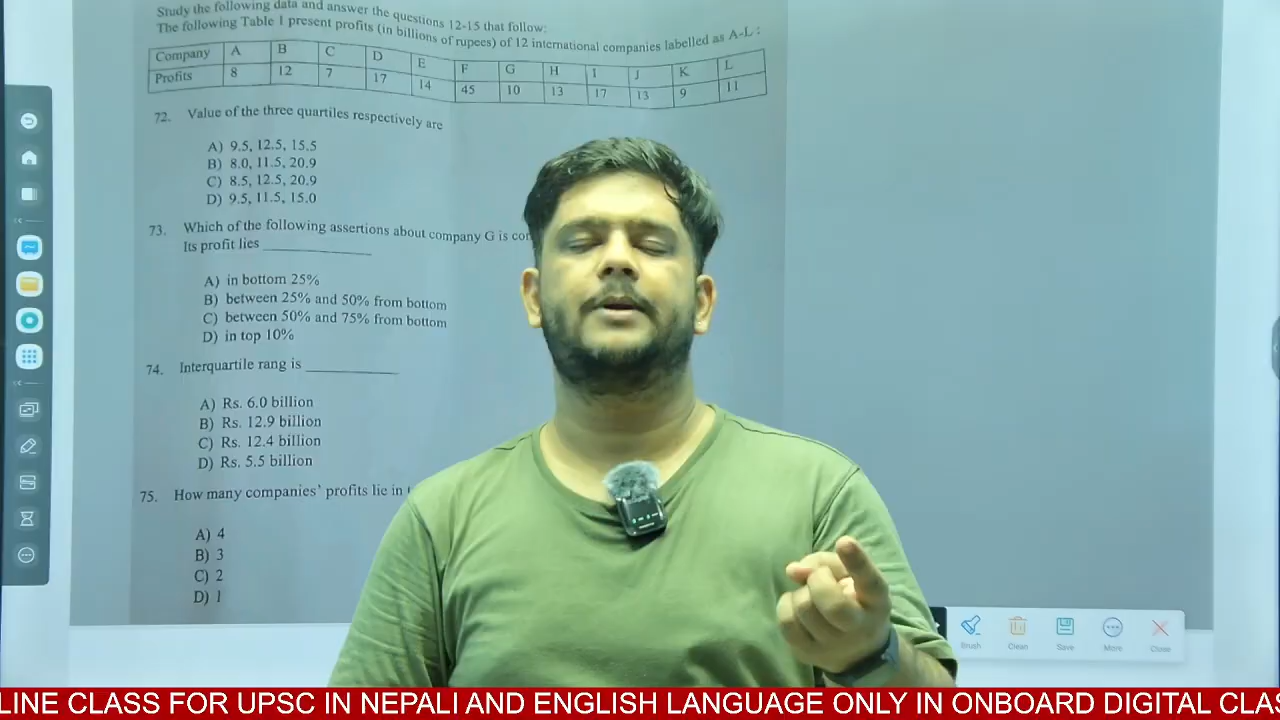 Study the following data and answer the questions 12-15 that follow:
The following Table 1 present profits (in billions of rupees) of 12 international companies labelled as A-L :
Company A B C D E F G H I J K L
Profits 8 12 7 17 14 45 10 13 17 13 9 11
72. Value of the three quartiles respectively are
A) 9.5, 12.5, 15.5
B) 8.0, 11.5, 20.9
C) 8.5, 12.5, 20.9
D) 9.5, 11.5, 15.0
73. Which of the following assertions about company G is
Its profit lies ____________
A) in bottom 25%
B) between 25% and 50% from bottom
C) between 50% and 75% from bottom
D) in top 10%
74. Interquartile rang is ____________
A) Rs. 6.0 billion
B) Rs. 12.9 billion
C) Rs. 12.4 billion
D) Rs. 5.5 billion
75. How many companies' profits lie in
A) 4
B) 3
C) 2
D) 1
Brush Clean Save More Close
LINE CLASS FOR UPSC IN NEPALI AND ENGLISH LANGUAGE ONLY IN ONBOARD DIGITAL